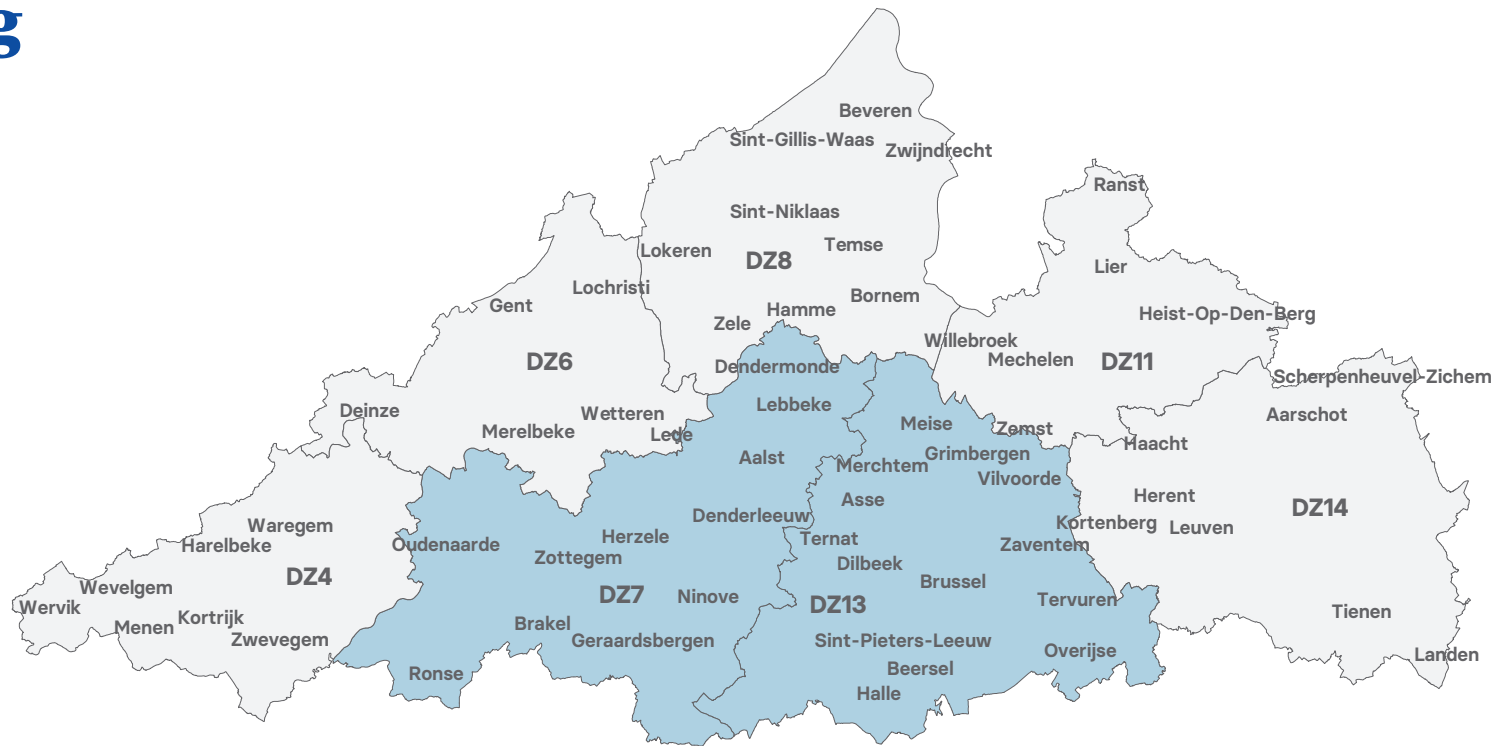 g
Beveren
Sint-Gillis-Waas
Zwijndrecht
Ranst
Sint-Niklaas
Lokeren
Temse
DZ8
Lier
Lochristi
Gent
Bornem
Hamme
Zele
Heist-Op-Den-Berg
Willebroek
Mechelen
DZ11
DZ6
Dendermonde
Scherpenheuvel-Zichem
Lebbeke
Deinze
Wetteren
Aarschot
Merelbeke
Lede
Meise
Zemst
Haacht
Grimbergen
Aalst
Merchtem
Vilvoorde
Asse
Herent
DZ14
Denderleeuw
Waregem
Kortenberg
Leuven
Harelbeke
Oudenaarde
Herzele
Ternat
Zaventem
Zottegem
Dilbeek
DZ4
Brussel
Wevelgem
DZ7
Ninove
DZ13
Tervuren
Wervik
Kortrijk
Tienen
Menen
Brakel
Zwevegem
Geraardsbergen
Sint-Pieters-Leeuw
Overijse
Landen
Ronse
Beersel
Halle